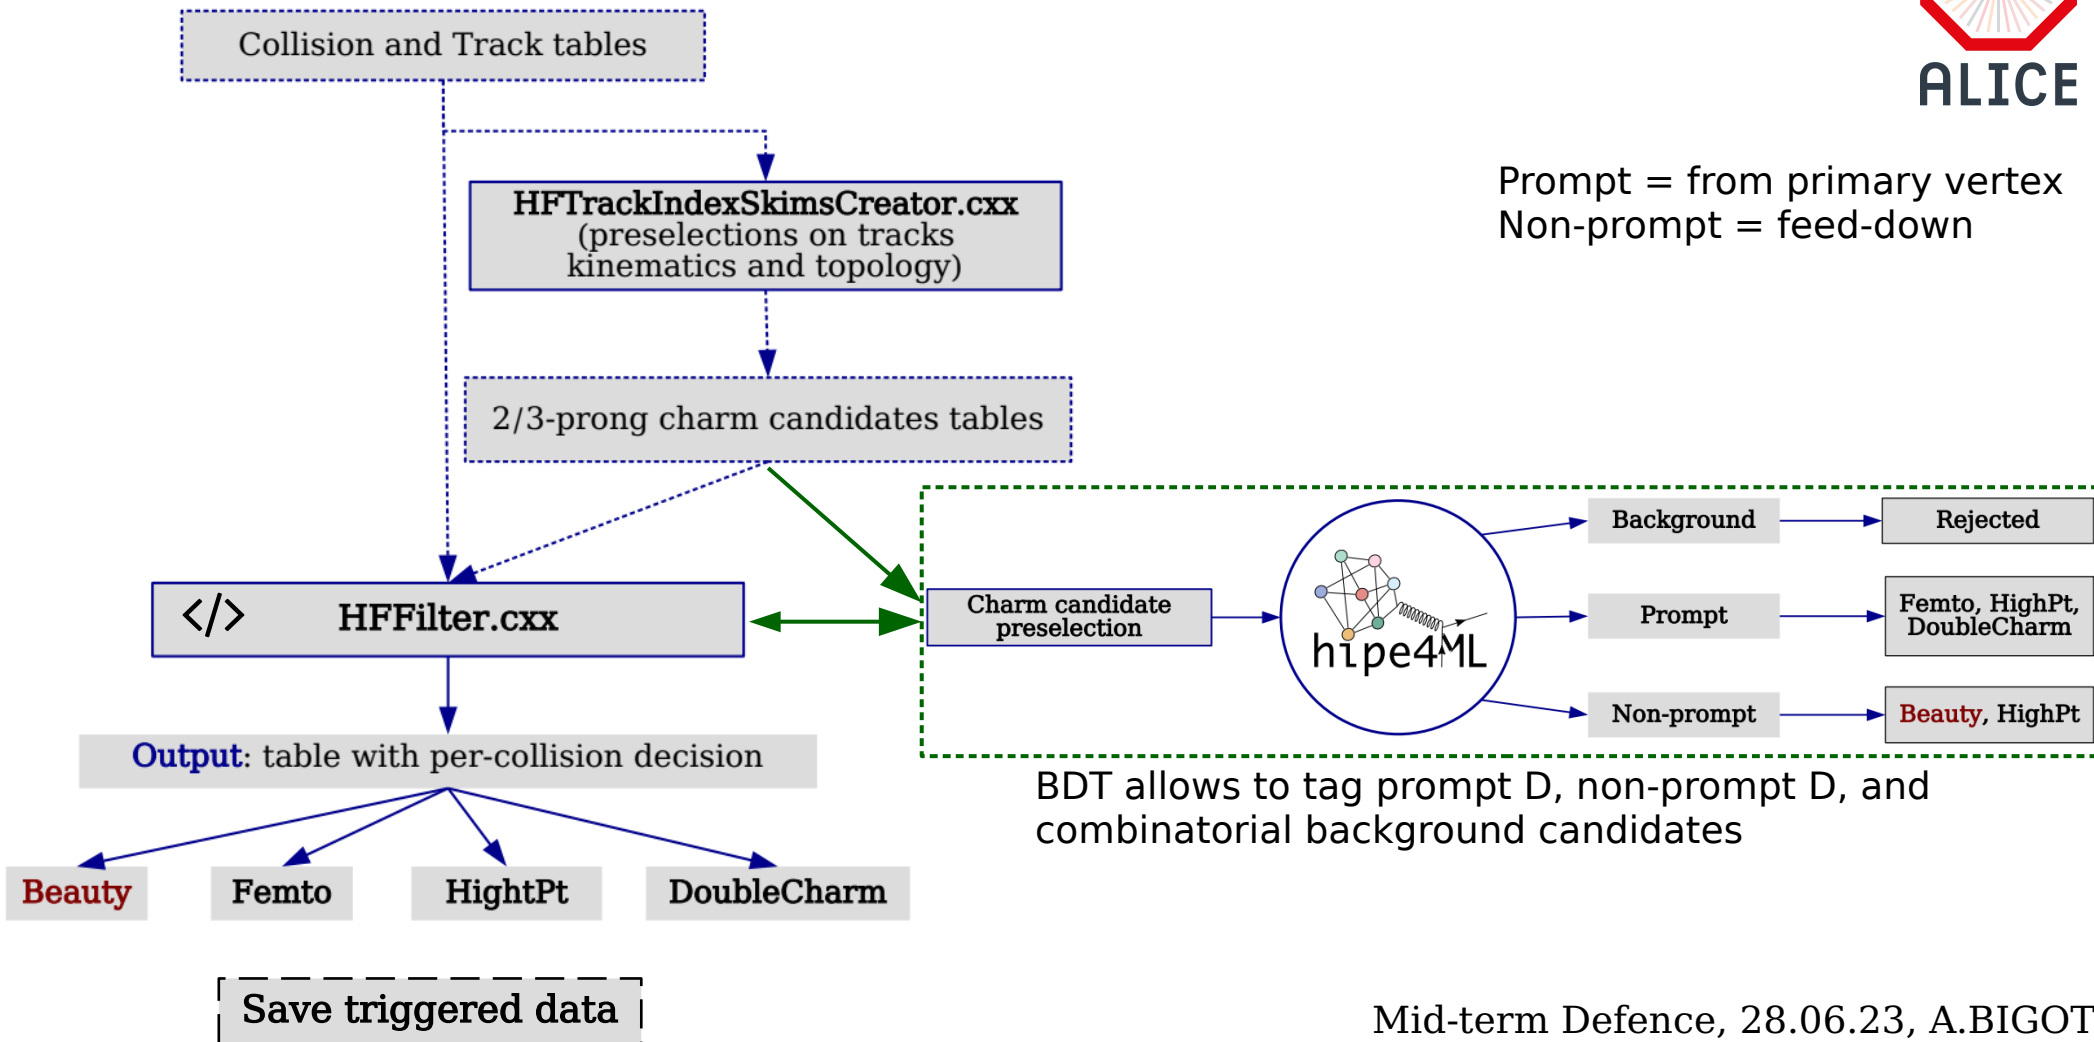 Collision and Track tables
ALICE
HFTrackIndexSkimsCreator.cxx
(preselections on tracks
kinematics and topology)
Prompt = from primary vertex
Non-prompt = feed-down
2/3-prong charm candidates tables
</> HFFilter.cxx
Charm candidate
preselection
hipe4ML
Background
Rejected
Prompt
Femto, HighPt,
DoubleCharm
Non-prompt
Beauty, HighPt
Output: table with per-collision decision
BDT allows to tag prompt D, non-prompt D, and
combinatorial background candidates
Beauty
Femto
HightPt
DoubleCharm
Save triggered data
Mid-term Defence, 28.06.23, A.BIGOT